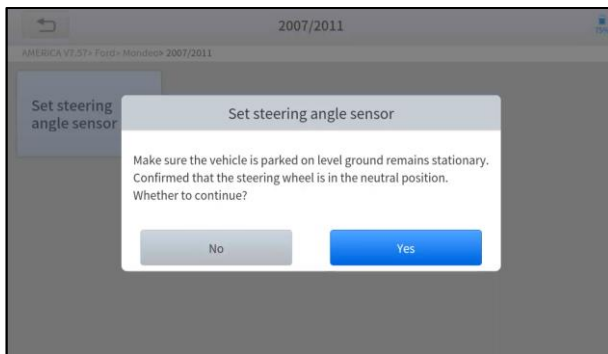 2007/2011
AMERICA V7.57> Ford> Mondeo> 2007/2011
Set steering
angle sensor
Set steering angle sensor
Make sure the vehicle is parked on level ground remains stationary.
Confirmed that the steering wheel is in the neutral position.
Whether to continue?
No
Yes